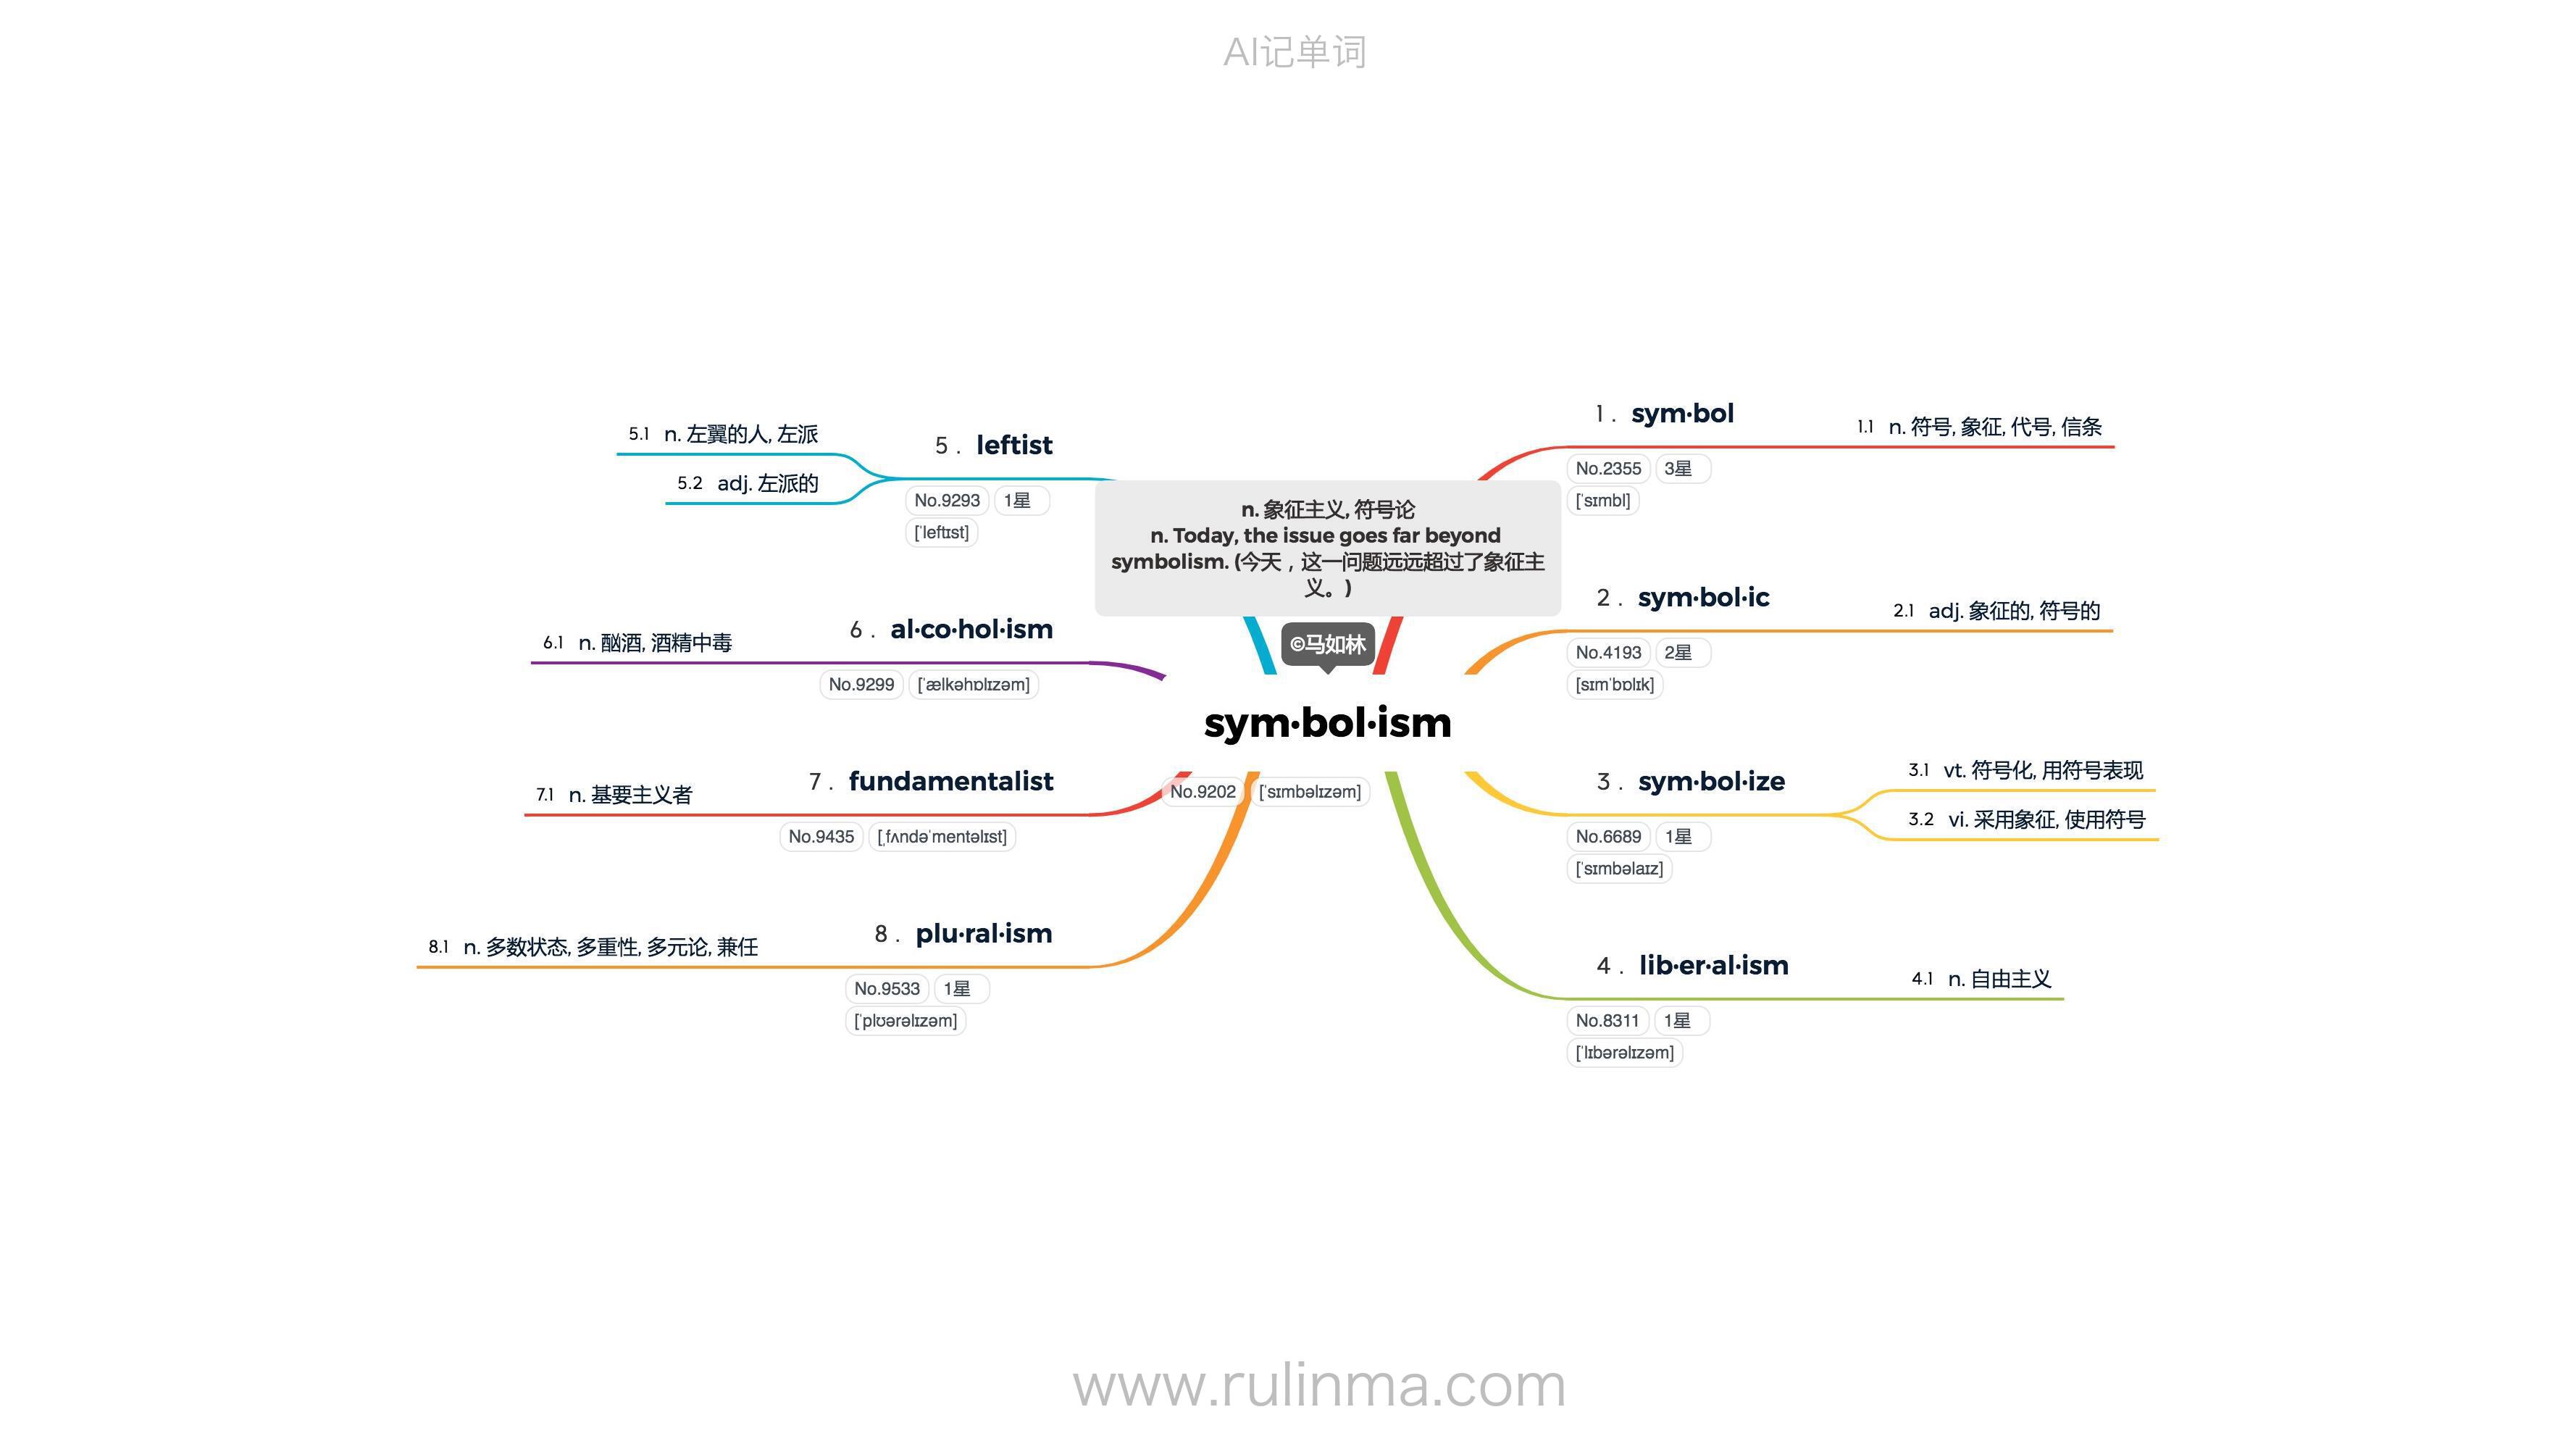 AI记单词
n. 象征主义, 符号论
n. Today, the issue goes far beyond
symbolism. (今天，这一问题远远超过了象征主
义。)
©马如林
sym·bol·ism
No.9202 [ˈsɪmbəlɪzəm]
1. sym·bol
No.2355 3星
[ˈsɪmbl]
1.1 n. 符号, 象征, 代号, 信条
2. sym·bol·ic
No.4193 2星
[sɪmˈbɒlɪk]
2.1 adj. 象征的, 符号的
3. sym·bol·ize
No.6689 1星
[ˈsɪmbəlaɪz]
3.1 vt. 符号化, 用符号表现
3.2 vi. 采用象征, 使用符号
4. lib·er·al·ism
No.8311 1星
[ˈlɪbərəlɪzəm]
4.1 n. 自由主义
5. leftist
No.9293 1星
[ˈleftɪst]
5.1 n. 左翼的人, 左派
5.2 adj. 左派的
6. al·co·hol·ism
No.9299 [ˈælkəhɒlɪzəm]
6.1 n. 酗酒, 酒精中毒
7. fundamentalist
No.9435 [ˌfʌndəˈmentəlɪst]
7.1 n. 基要主义者
8. plu·ral·ism
No.9533 1星
[ˈplʊərəlɪzəm]
8.1 n. 多数状态, 多重性, 多元论, 兼任
www.rulinma.com